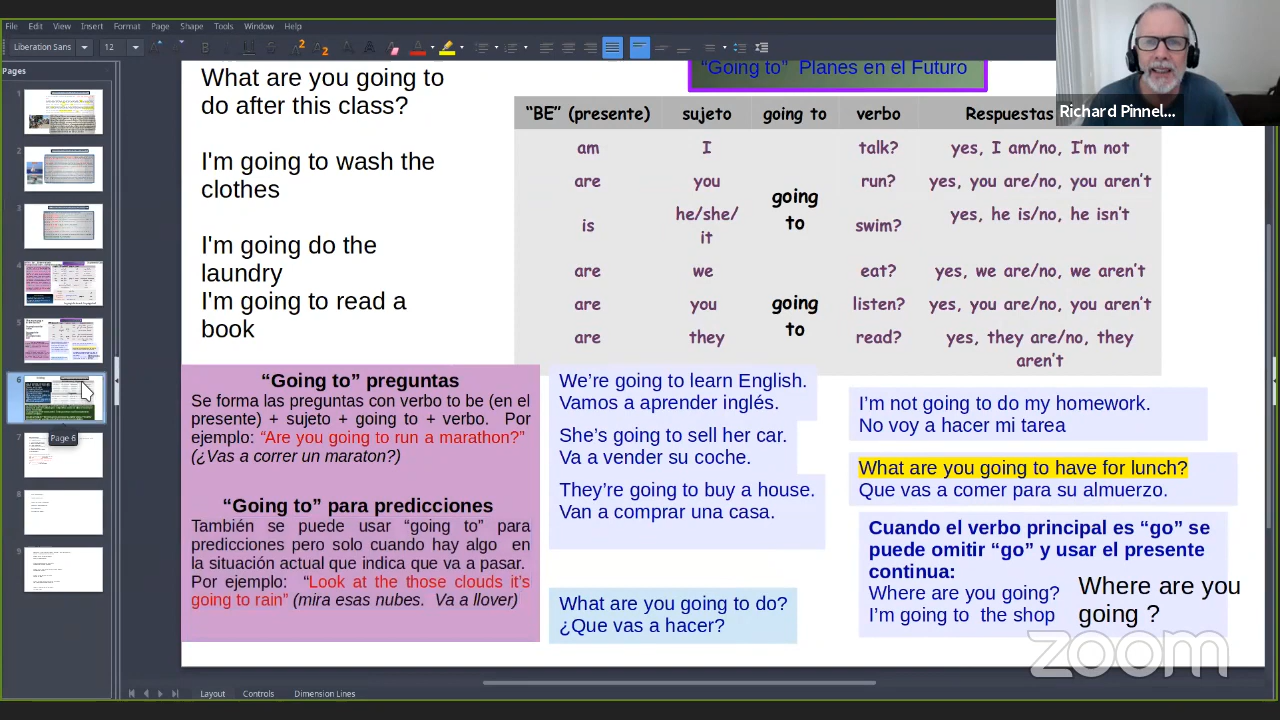 File Edit View Insert Format Page Shape Tools Window Help
Liberation Sans 12
Pages
1
2
3
4
5
6
7
8
9
Page 6
What are you going to
do after this class?
I'm going to wash the
clothes
I'm going do the
laundry
I'm going to read a
book
“Going to” Planes en el Futuro
“BE” (presente) sujeto going to verbo Respuestas
am I talk? yes, I am/no, I'm not
are you run? yes, you are/no, you aren't
going
to
is he/she/
it swim? yes, he is/no, he isn't
are we eat? yes, we are/no, we aren't
are you going
to listen? yes, you are/no, you aren't
are they read? yes, they are/no, they
aren't
“Going to” preguntas
Se forma las preguntas con verbo to be (en el
presente) + sujeto + going to + verbo. Por
ejemplo: “Are you going to run a marathon?”
(¿Vas a correr un maraton?)
“Going to” para predicciones
También se puede usar “going to” para
predicciones pero solo cuando hay algo en
la situación actual que indica que va a pasar.
Por ejemplo: “Look at the those clouds it's
going to rain” (mira esas nubes. Va a llover)
We're going to learn English.
Vamos a aprender inglés.
She's going to sell her car.
Va a vender su coche.
They're going to buy a house.
Van a comprar una casa.
What are you going to do?
¿Que vas a hacer?
I'm not going to do my homework.
No voy a hacer mi tarea
What are you going to have for lunch?
Que vas a comer para su almuerzo.
Cuando el verbo principal es “go” se
puede omitir “go” y usar el presente
continua:
Where are you going?
I'm going to the shop
Where are you
going ?
Richard Pinnel...
zoom
Layout Controls Dimension Lines